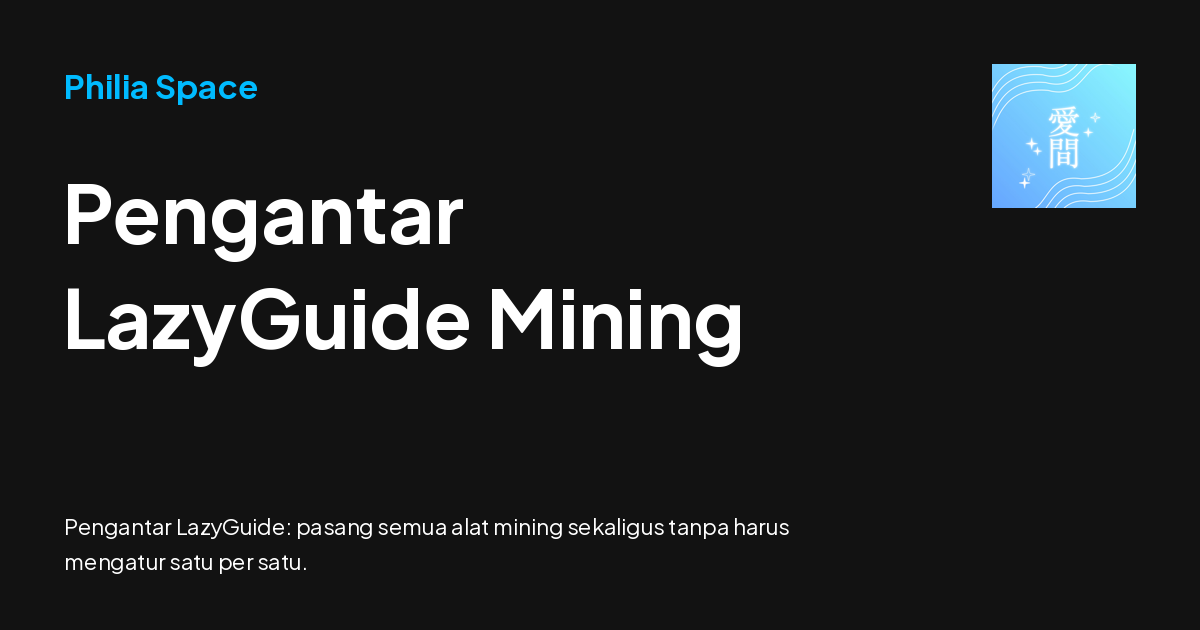 Philia Space
愛
間
Pengantar
LazyGuide Mining
Pengantar LazyGuide: pasang semua alat mining sekaligus tanpa harus
mengatur satu per satu.